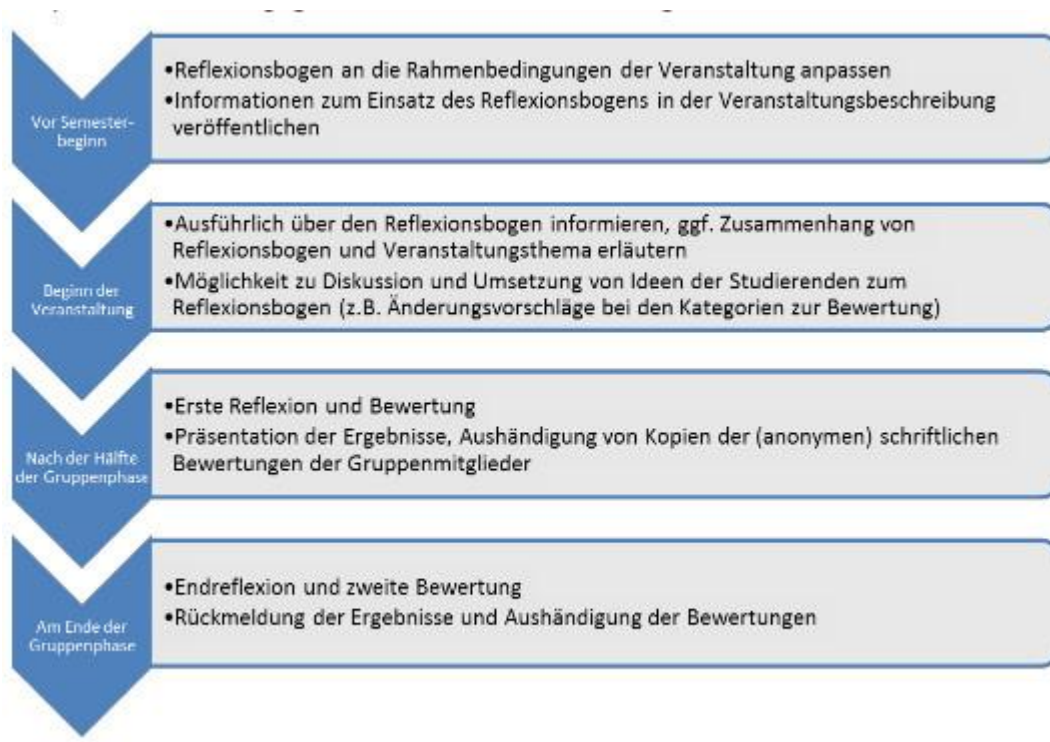 Vor Semester-
beginn
•Reflexionsbogen an die Rahmenbedingungen der Veranstaltung anpassen
•Informationen zum Einsatz des Reflexionsbogens in der Veranstaltungsbeschreibung
veröffentlichen
Beginn der
Veranstaltung
•Ausführlich über den Reflexionsbogen informieren, ggf. Zusammenhang von
Reflexionsbogen und Veranstaltungsthema erläutern
•Möglichkeit zu Diskussion und Umsetzung von Ideen der Studierenden zum
Reflexionsbogen (z.B. Änderungsvorschläge bei den Kategorien zur Bewertung)
Nach der Hälfte
der Gruppenphase
•Erste Reflexion und Bewertung
•Präsentation der Ergebnisse, Aushändigung von Kopien der (anonymen) schriftlichen
Bewertungen der Gruppenmitglieder
Am Ende der
Gruppenphase
•Endreflexion und zweite Bewertung
•Rückmeldung der Ergebnisse und Aushändigung der Bewertungen